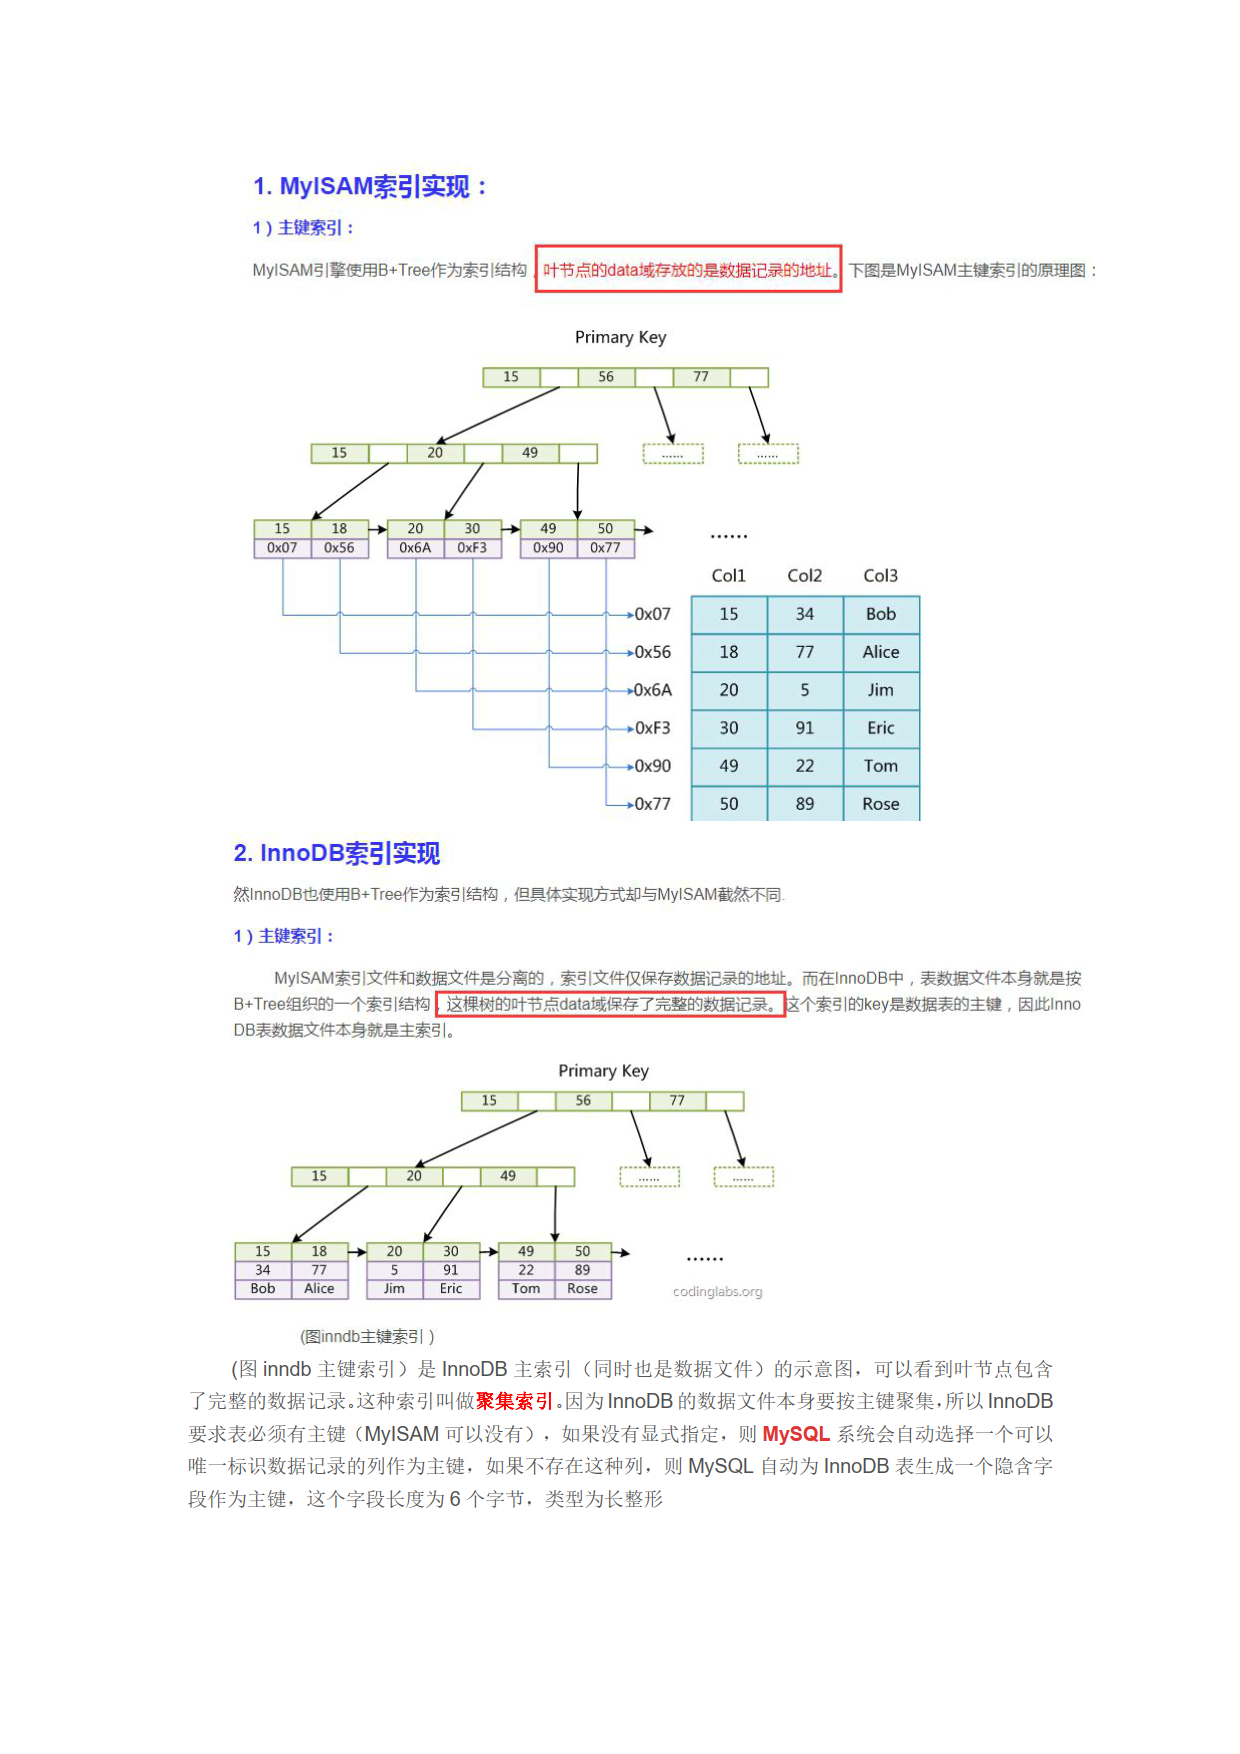 1. MyISAM索引实现：
1）主键索引：
MyISAM引擎使用B+Tree作为索引结构，叶节点的data域存放的是数据记录的地址。下图是MyISAM主键索引的原理图：
Primary Key
15 56 77
15 20 49 ...... ......
15 18 20 30 49 50
0x07 0x56 0x6A 0xF3 0x90 0x77
......
Col1 Col2 Col3
0x07 15 34 Bob
0x56 18 77 Alice
0x6A 20 5 Jim
0xF3 30 91 Eric
0x90 49 22 Tom
0x77 50 89 Rose
2. InnoDB索引实现
然InnoDB也使用B+Tree作为索引结构，但具体实现方式却与MyISAM截然不同.
1）主键索引：
MyISAM索引文件和数据文件是分离的，索引文件仅保存数据记录的地址。而在InnoDB中，表数据文件本身就是按
B+Tree组织的一个索引结构，这棵树的叶节点data域保存了完整的数据记录。这个索引的key是数据表的主键，因此Inno
DB表数据文件本身就是主索引。
Primary Key
15 56 77
15 20 49 ...... ......
15 18 20 30 49 50
34 77 5 91 22 89
Bob Alice Jim Eric Tom Rose
......
codinglabs.org
(图inndb主键索引）
(图 inndb 主键索引）是 InnoDB 主索引（同时也是数据文件）的示意图，可以看到叶节点包含
了完整的数据记录。这种索引叫做聚集索引。因为 InnoDB 的数据文件本身要按主键聚集，所以 InnoDB
要求表必须有主键（MyISAM 可以没有），如果没有显式指定，则 MySQL 系统会自动选择一个可以
唯一标识数据记录的列作为主键，如果不存在这种列，则 MySQL 自动为 InnoDB 表生成一个隐含字
段作为主键，这个字段长度为 6 个字节，类型为长整形